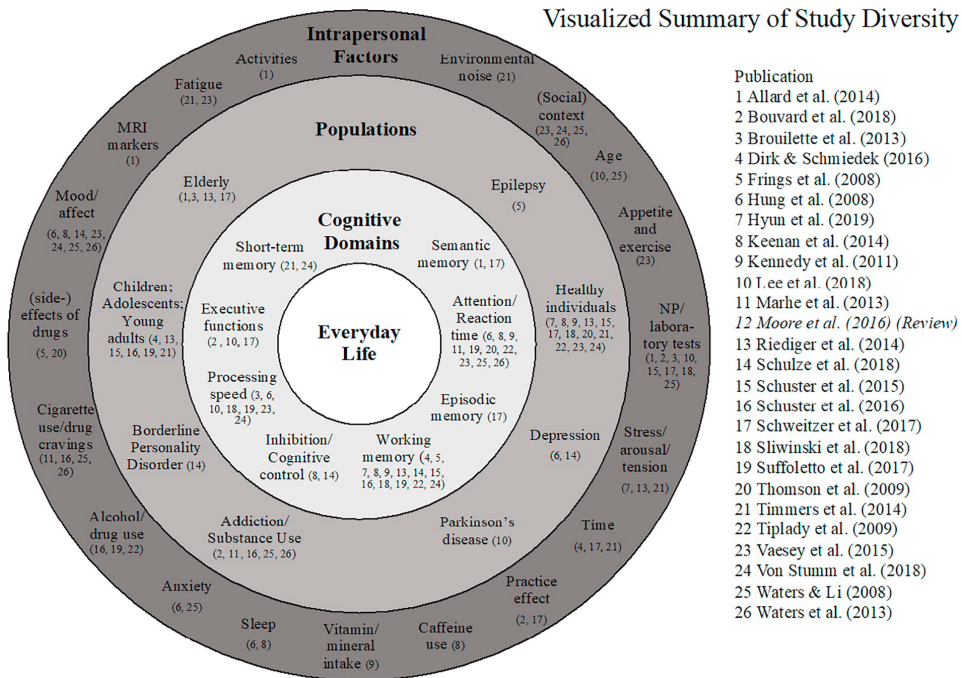 Visualized Summary of Study Diversity
Intrapersonal
Factors
Activities
(1)
Environmental
noise (21)
Fatigue
(21, 23)
(Social)
context
(23, 24, 25,
26)
MRI
markers
(1)
Age
(10, 25)
Mood/
affect
(6, 8, 14, 23,
24, 25, 26)
Appetite and
exercise
(23)
(side-)
effects of
drugs
(5, 20)
NP/
labora-
tory tests
(1, 2, 3, 10,
15, 17, 18,
25)
Cigarette
use/drug
cravings
(11, 16, 25,
26)
Stress/
arousal/
tension
(7, 13, 21)
Alcohol/
drug use
(16, 19, 22)
Time
(4, 17, 21)
Anxiety
(6, 25)
Practice
effect
(2, 17)
Sleep
(6, 8)
Vitamin/
mineral
intake (9)
Caffeine
use (8)
Populations
Elderly
(1,3, 13, 17)
Epilepsy
(5)
Children;
Adolescents;
Young
adults (4, 13,
15, 16, 19, 21)
Healthy
individuals
(7, 8, 9, 13, 15,
17, 18, 20, 21,
22, 23, 24)
Borderline
Personality
Disorder (14)
Depression
(6, 14)
Addiction/
Substance Use
(2, 11, 16, 25, 26)
Parkinson's
disease (10)
Cognitive
Domains
Short-term
memory (21, 24)
Semantic
memory (1, 17)
Executive
functions
(2, 10, 17)
Attention/
Reaction
time (6, 8, 9,
11, 19, 20, 22,
23, 25, 26)
Processing
speed (3, 6,
10, 18, 19, 23,
24)
Episodic
memory (17)
Inhibition/
Cognitive
control (8, 14)
Working
memory (4, 5,
7, 8, 9, 13, 14, 15,
16, 18, 19, 22, 24)
Everyday
Life
Publication
1 Allard et al. (2014)
2 Bouvard et al. (2018)
3 Brouilette et al. (2013)
4 Dirk & Schmiedek (2016)
5 Frings et al. (2008)
6 Hung et al. (2008)
7 Hyun et al. (2019)
8 Keenan et al. (2014)
9 Kennedy et al. (2011)
10 Lee et al. (2018)
11 Marhe et al. (2013)
12 Moore et al. (2016) (Review)
13 Riediger et al. (2014)
14 Schulze et al. (2018)
15 Schuster et al. (2015)
16 Schuster et al. (2016)
17 Schweitzer et al. (2017)
18 Sliwinski et al. (2018)
19 Suffoletto et al. (2017)
20 Thomson et al. (2009)
21 Timmers et al. (2014)
22 Tiplady et al. (2009)
23 Vaesey et al. (2015)
24 Von Stumm et al. (2018)
25 Waters & Li (2008)
26 Waters et al. (2013)